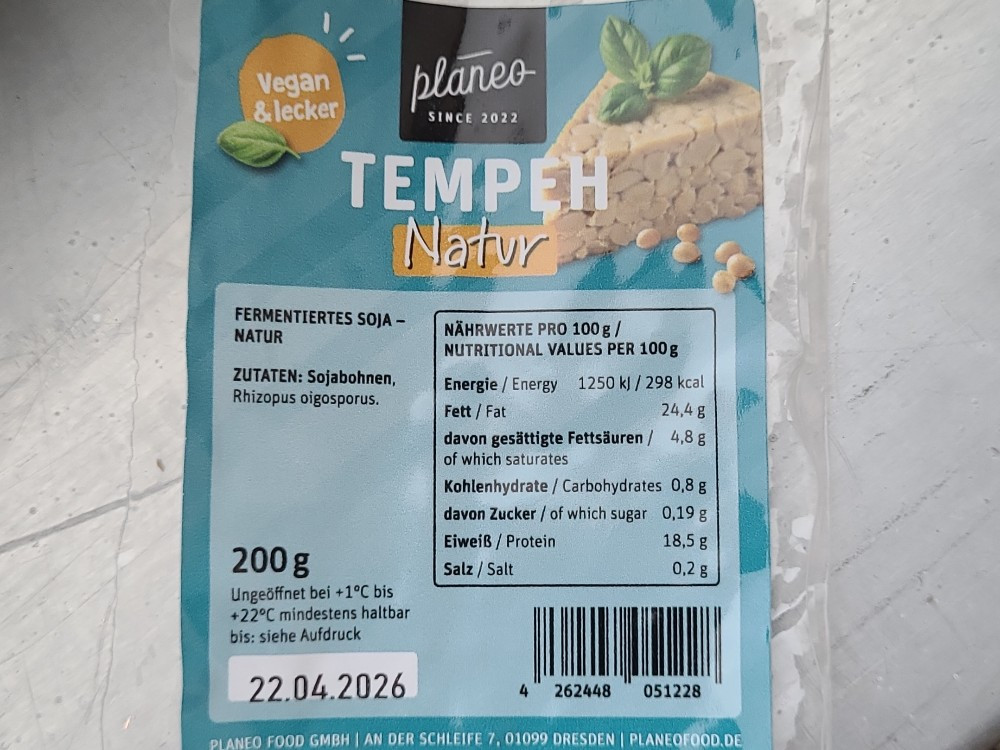 Vegan
& lecker
planeo
SINCE 2022
TEMPEH
Natur
FERMENTIERTES SOJA –
NATUR
ZUTATEN: Sojabohnen,
Rhizopus oigosporus.
200 g
Ungeöffnet bei +1°C bis
+22°C mindestens haltbar
bis: siehe Aufdruck
22.04.2026
NÄHRWERTE PRO 100 g /
NUTRITIONAL VALUES PER 100 g
Energie / Energy 1250 kJ / 298 kcal
Fett / Fat 24,4 g
davon gesättigte Fettsäuren / 4,8 g
of which saturates
Kohlenhydrate / Carbohydrates 0,8 g
davon Zucker / of which sugar 0,19 g
Eiweiß / Protein 18,5 g
Salz / Salt 0,2 g
4 262448 051228
PLANEO FOOD GMBH | AN DER SCHLEIFE 7, 01099 DRESDEN | PLANEOFOOD.DE